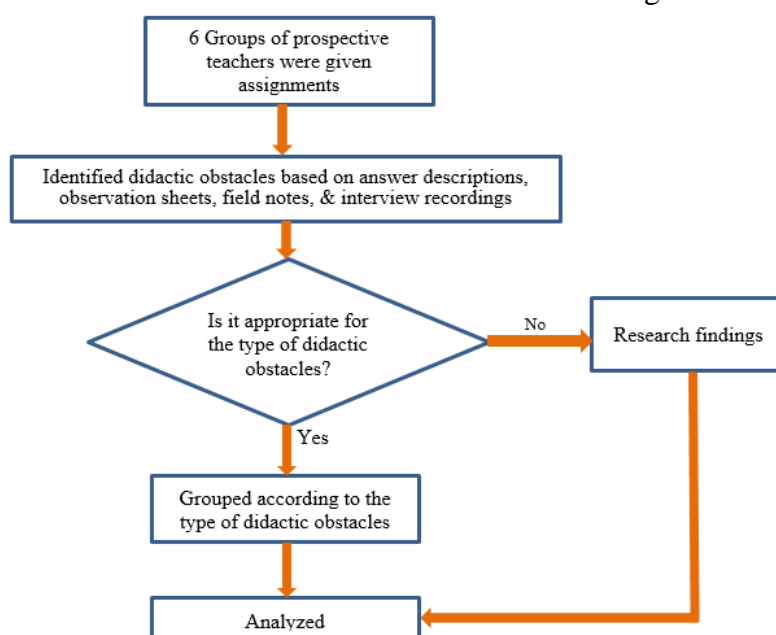 6 Groups of prospective
teachers were given
assignments
Identified didactic obstacles based on answer descriptions,
observation sheets, field notes, & interview recordings
Is it appropriate for
the type of didactic
obstacles?
No
Research findings
Yes
Grouped according to the
type of didactic obstacles
Analyzed